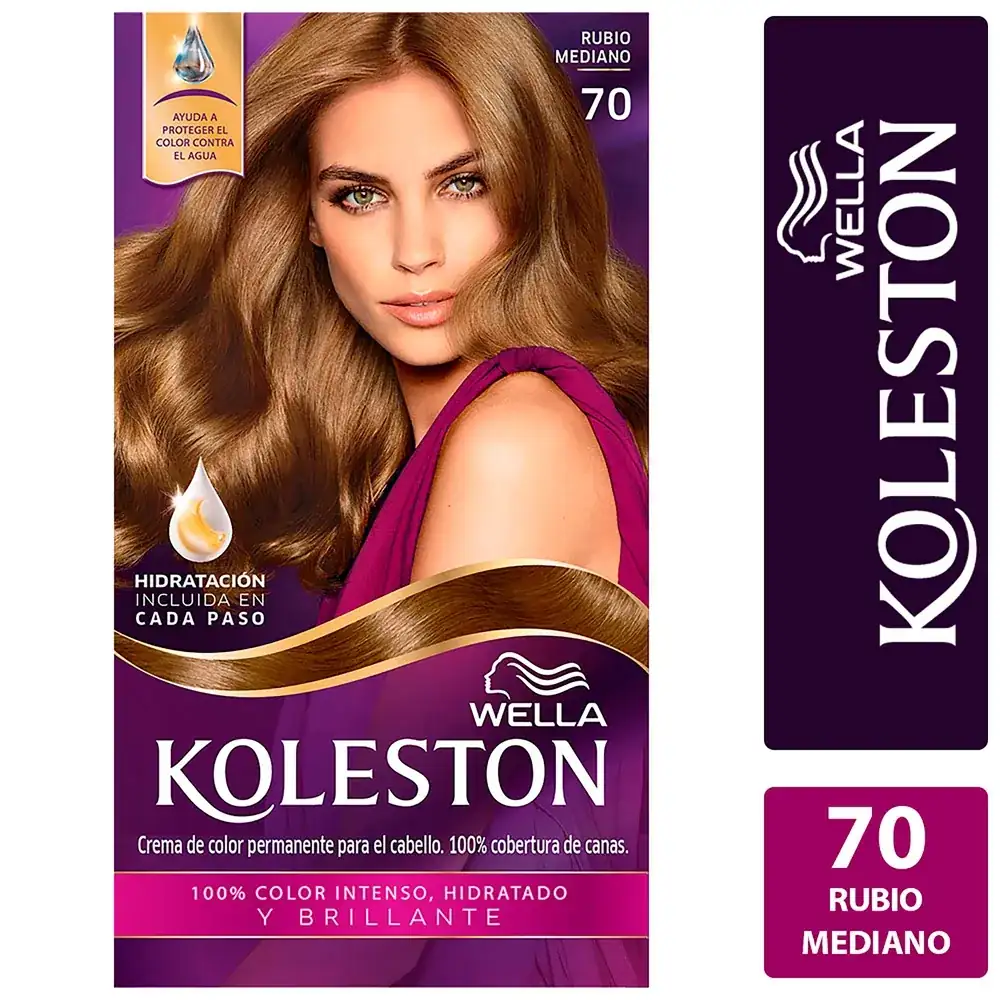 AYUDA A
PROTEGER EL
COLOR CONTRA
EL AGUA
RUBIO
MEDIANO
70
HIDRATACIÓN
INCLUIDA EN
CADA PASO
WELLA
KOLESTON
Crema de color permanente para el cabello. 100% cobertura de canas.
100% COLOR INTENSO, HIDRATADO
Y BRILLANTE
WELLA
KOLESTON
70
RUBIO
MEDIANO